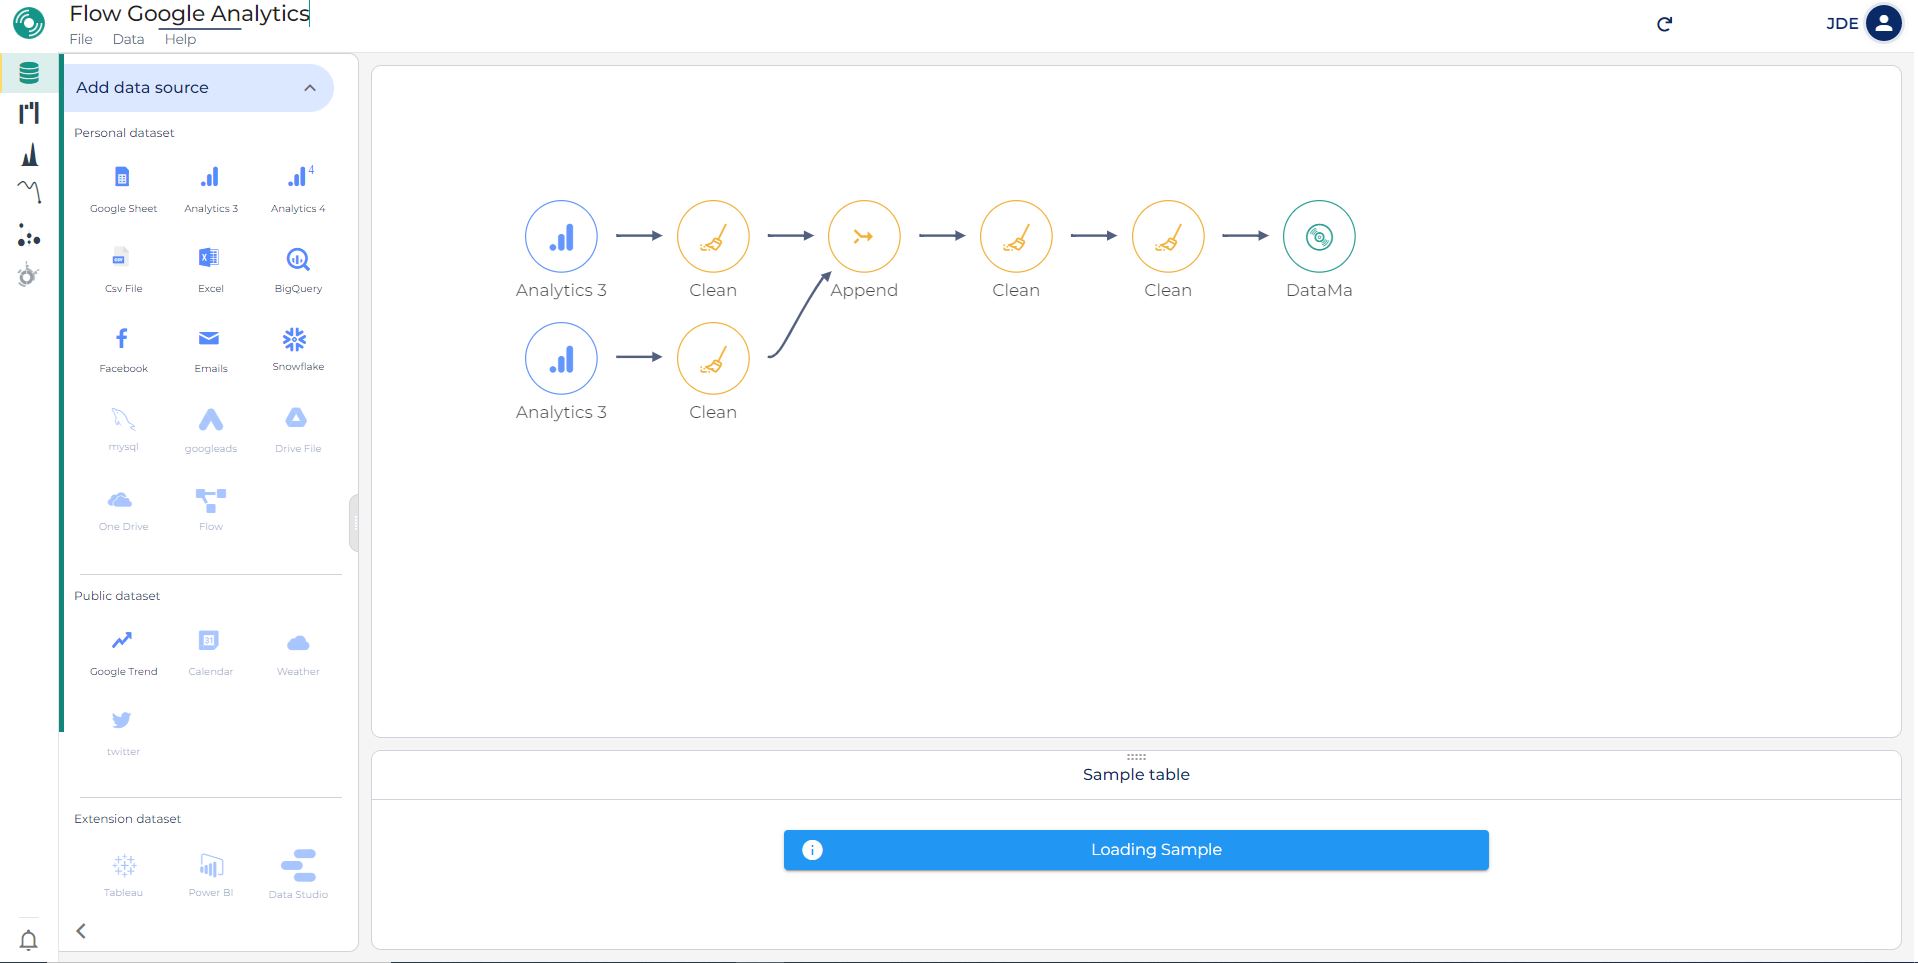 Flow Google Analytics
File Data Help
JDE
Add data source
Personal dataset
Google Sheet Analytics 3 4 Analytics 4
Csv File Excel BigQuery
Facebook Emails Snowflake
mysql googleads Drive File
One Drive Flow
Public dataset
31
Google Trend Calendar Weather
twitter
Extension dataset
Tableau Power BI Data Studio
Analytics 3 Clean Append Clean Clean DataMa
Analytics 3 Clean
Sample table
Loading Sample